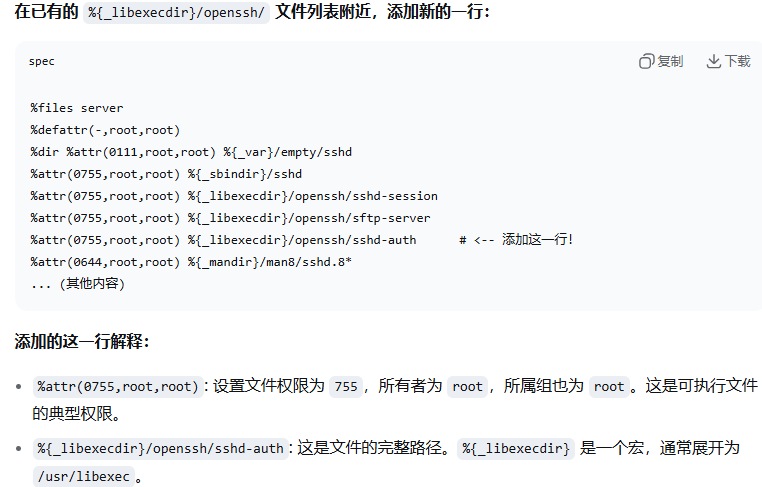 在已有的 %{_libexecdir}/openssh/ 文件列表附近，添加新的一行：
spec
复制
下载
%files server
%defattr(-,root,root)
%dir %attr(0111,root,root) %{_var}/empty/sshd
%attr(0755,root,root) %{_sbindir}/sshd
%attr(0755,root,root) %{_libexecdir}/openssh/sshd-session
%attr(0755,root,root) %{_libexecdir}/openssh/sftp-server
%attr(0755,root,root) %{_libexecdir}/openssh/sshd-auth      # <-- 添加这一行！
%attr(0644,root,root) %{_mandir}/man8/sshd.8*
... (其他内容)
添加的这一行解释：
• %attr(0755,root,root)：设置文件权限为 755，所有者为 root，所属组也为 root。这是可执行文件
的典型权限。
• %{_libexecdir}/openssh/sshd-auth：这是文件的完整路径。%{_libexecdir} 是一个宏，通常展开为
/usr/libexec。